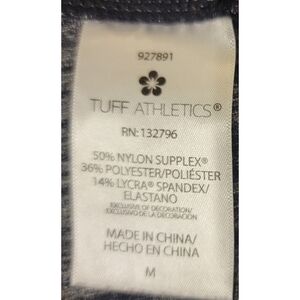 927891
TUFF ATHLETICS®
RN: 132796
50% NYLON SUPPLEX®
36% POLYESTER/POLIÉSTER
14% LYCRA® SPANDEX/
ELASTANO
EXCLUSIVE OF DECORATION/
EXCLUSIVO DE LA DECORACIÓN
MADE IN CHINA/
HECHO EN CHINA
M